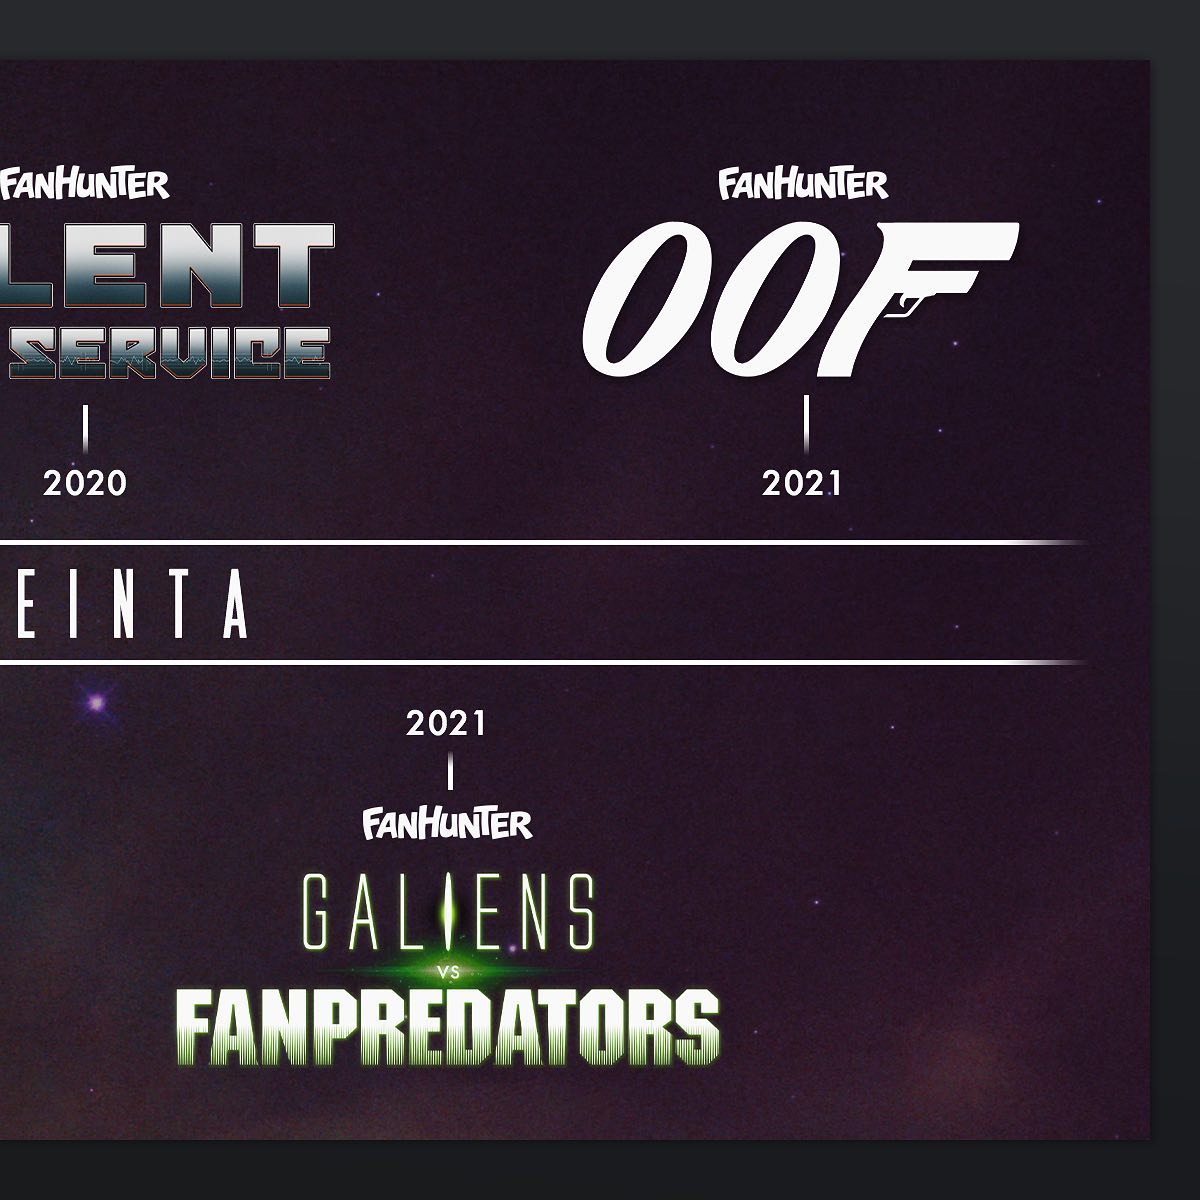 FANHUNTER
LENT
SERVICE
2020
FANHUNTER
00F
2021
EINTA
2021
FANHUNTER
GALIENS
VS
FANPREDATORS